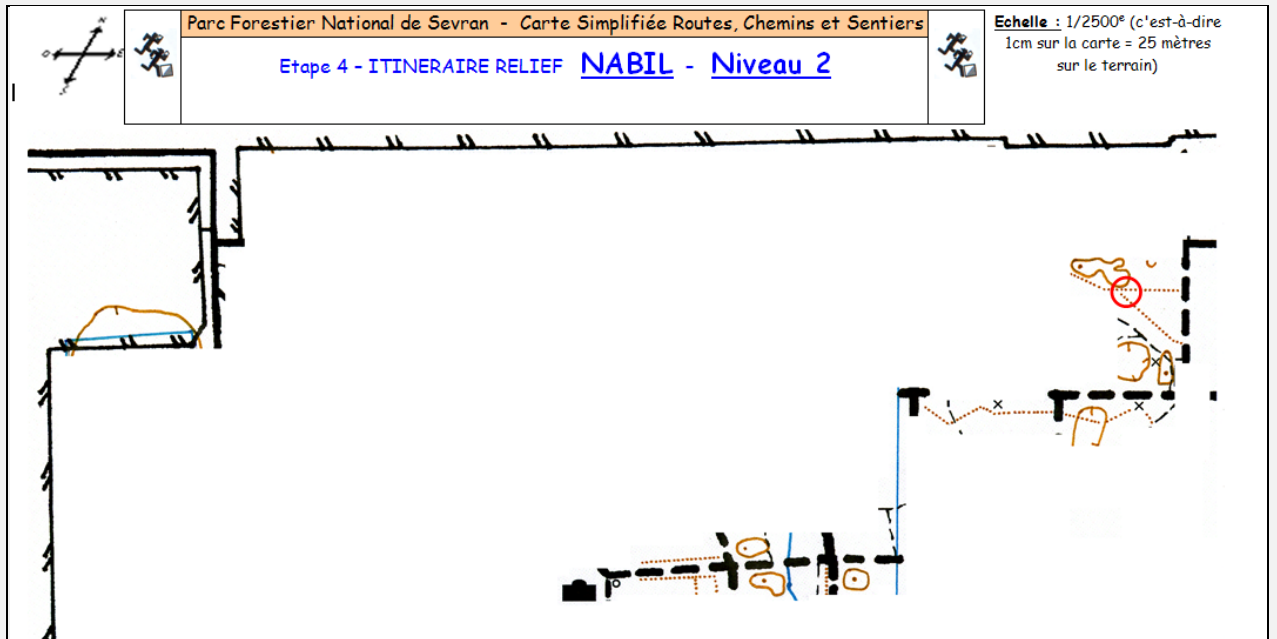 Parc Forestier National de Sevran - Carte Simplifiée Routes, Chemins et Sentiers
Etape 4 - ITINERAIRE RELIEF NABIL - Niveau 2
Echelle : 1/2500e (c'est-à-dire
1cm sur la carte = 25 mètres
sur le terrain)